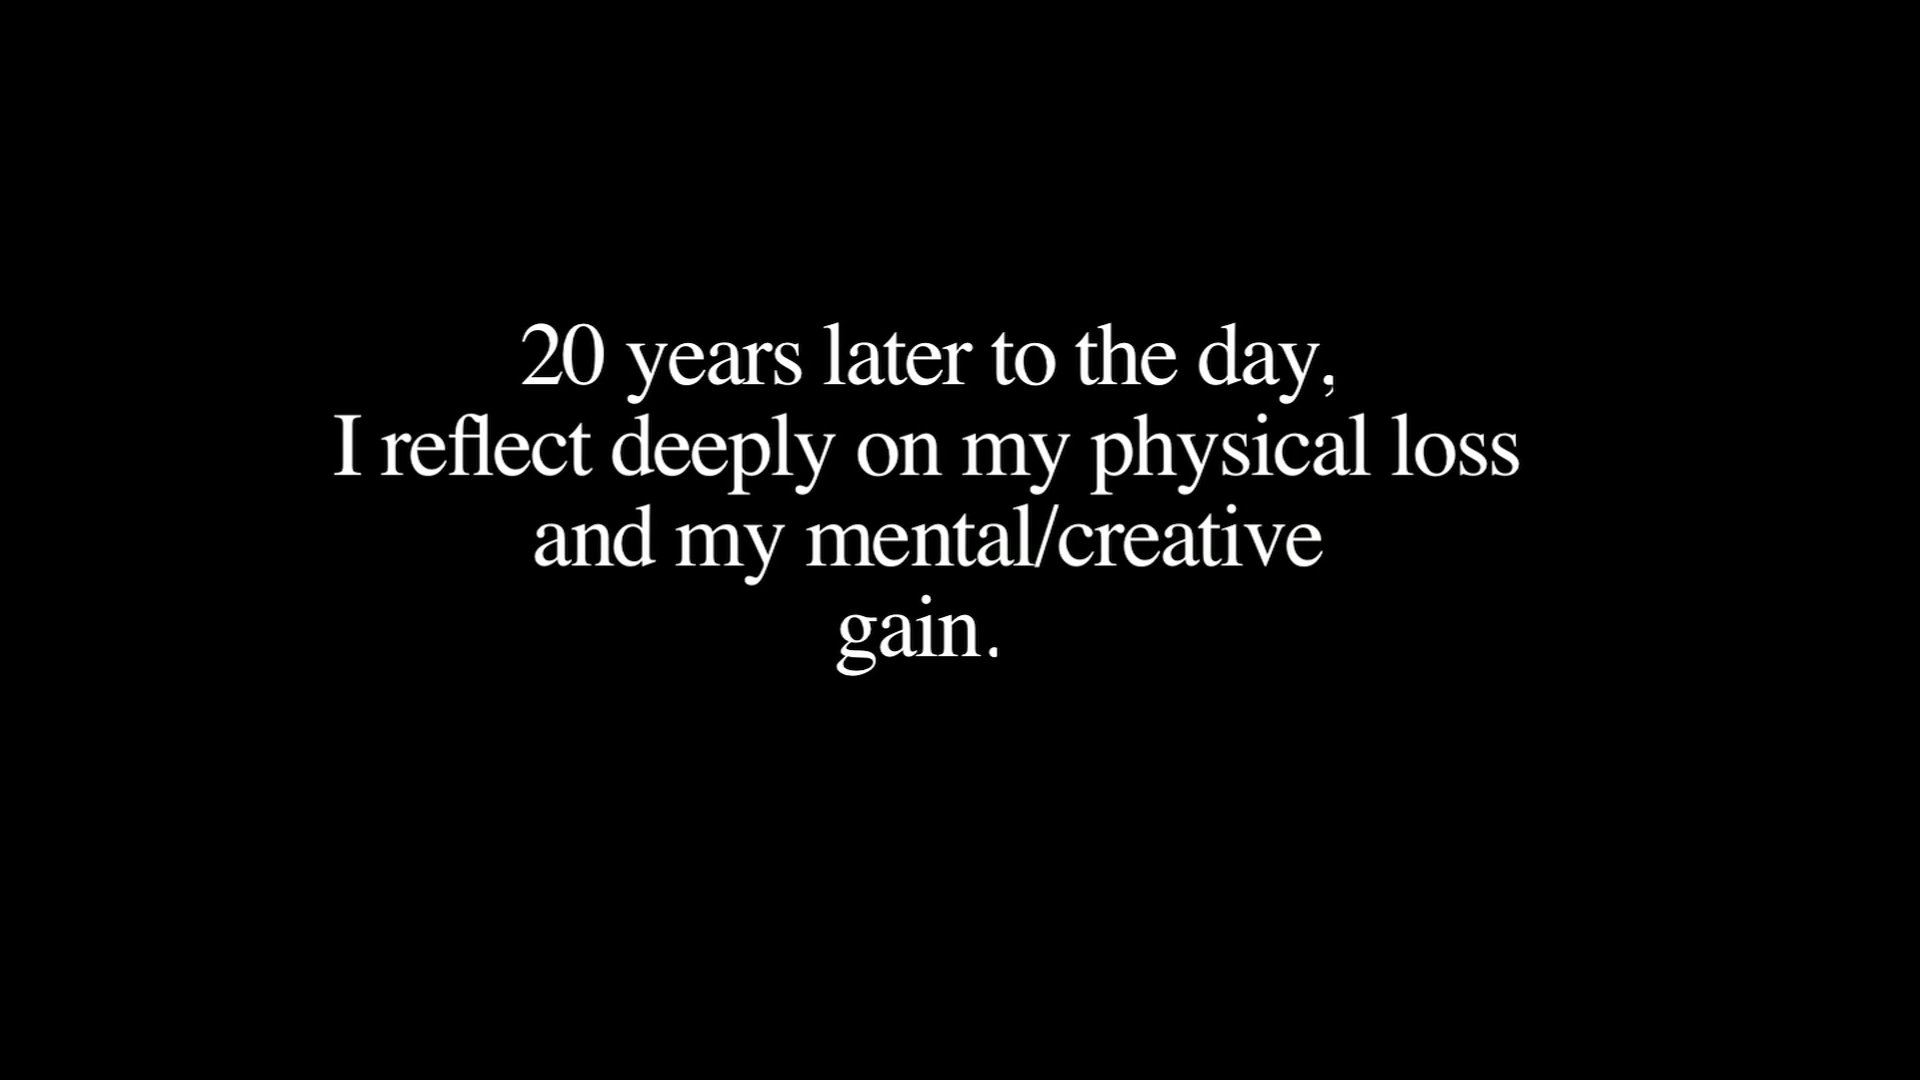 20 years later to the day,
I reflect deeply on my physical loss
and my mental/creative
gain.